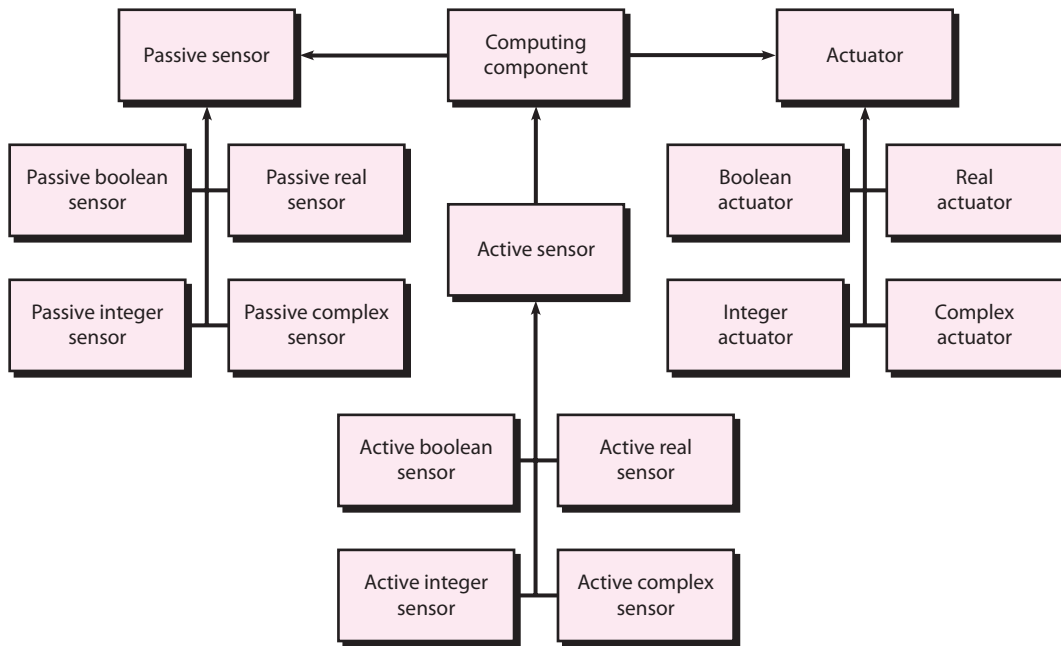 Passive sensor
Computing
component
Actuator
Passive boolean
sensor
Passive real
sensor
Boolean
actuator
Real
actuator
Active sensor
Passive integer
sensor
Passive complex
sensor
Integer
actuator
Complex
actuator
Active boolean
sensor
Active real
sensor
Active integer
sensor
Active complex
sensor